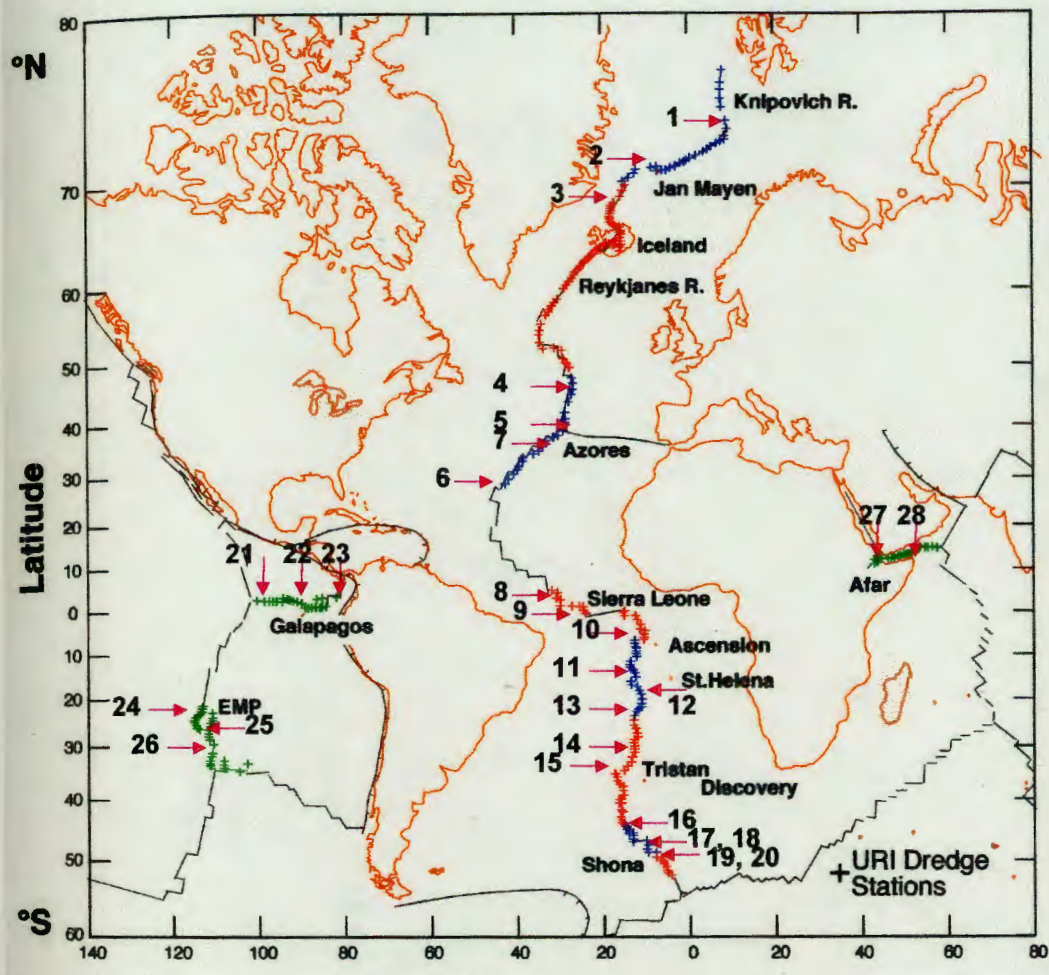 80
°N
Knipovich R.
1
2
Jan Mayen
70
3
Iceland
Reykjanes R.
60
50
4
40
5
7
Azores
6
30
Latitude
20
21 22 23
27 28
10
Afar
8
Sierra Leone
9
0
Galapagos
10
Ascension
10
11
St.Helena
20
24
EMP
13
12
25
26
30
14
15
Tristan
Discovery
40
16
17, 18
19, 20
50
Shona
+URI Dredge
Stations
°S
60
140 120 100 80 60 40 20 0 20 40 60 80